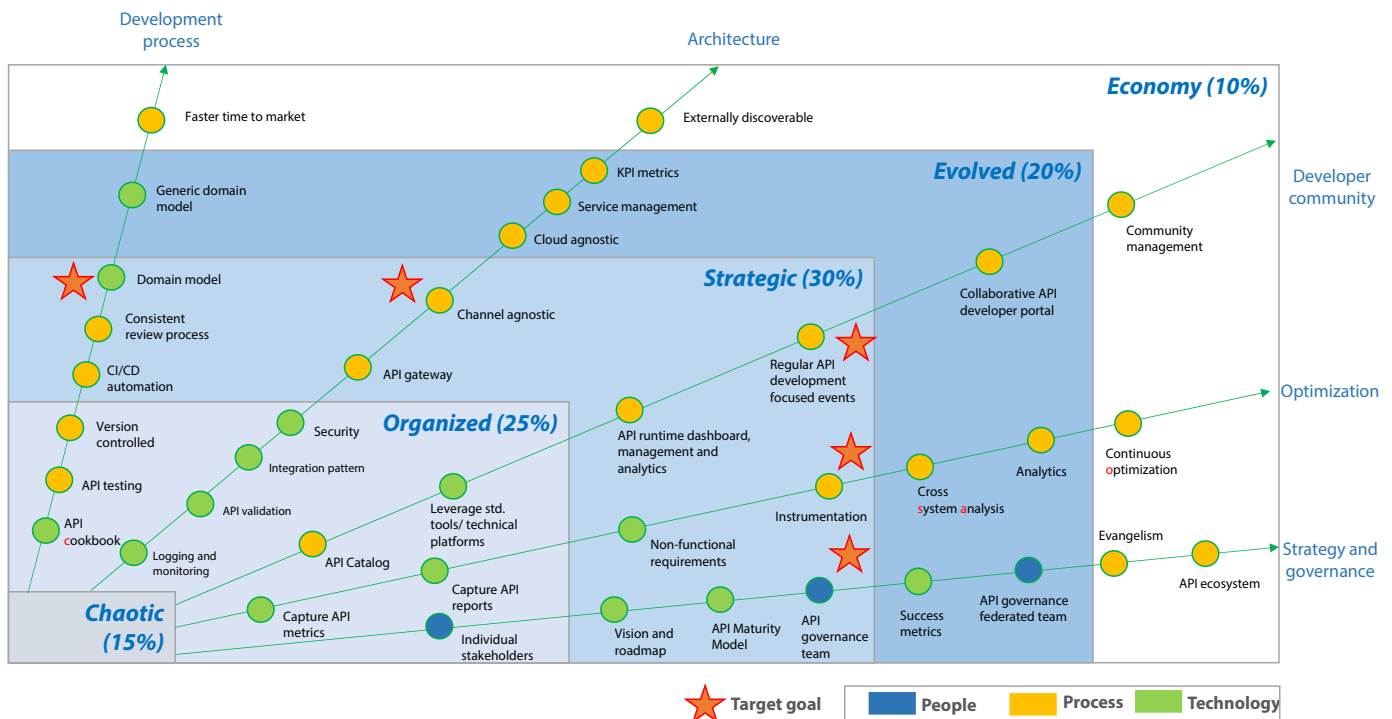 Development
process
Architecture
Economy (10%)
Faster time to market
Externally discoverable
Evolved (20%)
KPI metrics
Developer
community
Generic domain
model
Service management
Community
management
Cloud agnostic
Strategic (30%)
Domain model
Collaborative API
developer portal
Channel agnostic
Consistent
review process
Regular API
development
focused events
CI/CD
automation
API gateway
Optimization
Organized (25%)
Version
controlled
Security
API runtime dashboard,
management and
analytics
Continuous
optimization
Integration pattern
Analytics
API testing
Cross
system analysis
Leverage std.
tools/ technical
platforms
Instrumentation
API validation
API
cookbook
Non-functional
requirements
Evangelism
Logging and
monitoring
API Catalog
Strategy and
governance
Capture API
reports
API ecosystem
Chaotic
(15%)
Capture API
metrics
Individual
stakeholders
Vision and
roadmap
API Maturity
Model
API
governance
team
Success
metrics
API governance
federated team
Target goal
People
Process
Technology